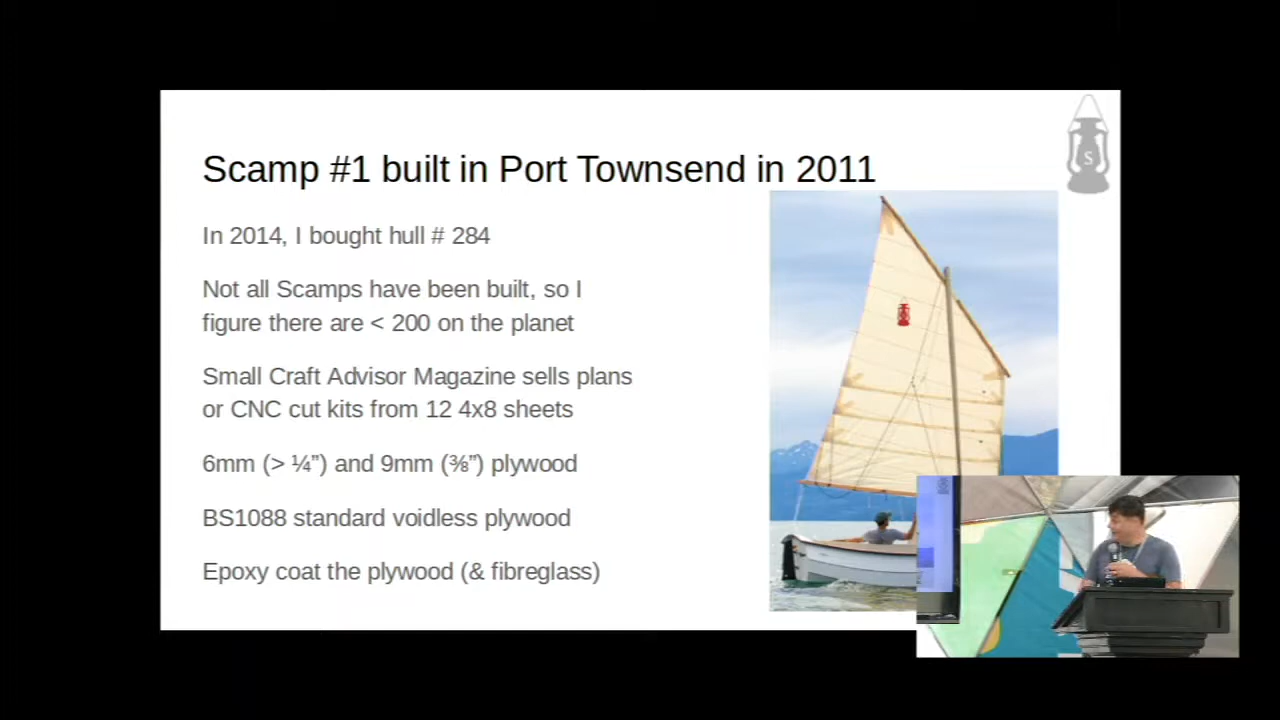 Scamp #1 built in Port Townsend in 2011
S
In 2014, I bought hull # 284
Not all Scamps have been built, so I
figure there are < 200 on the planet
Small Craft Advisor Magazine sells plans
or CNC cut kits from 12 4x8 sheets
6mm (> ¼”) and 9mm (⅜”) plywood
BS1088 standard voidless plywood
Epoxy coat the plywood (& fibreglass)